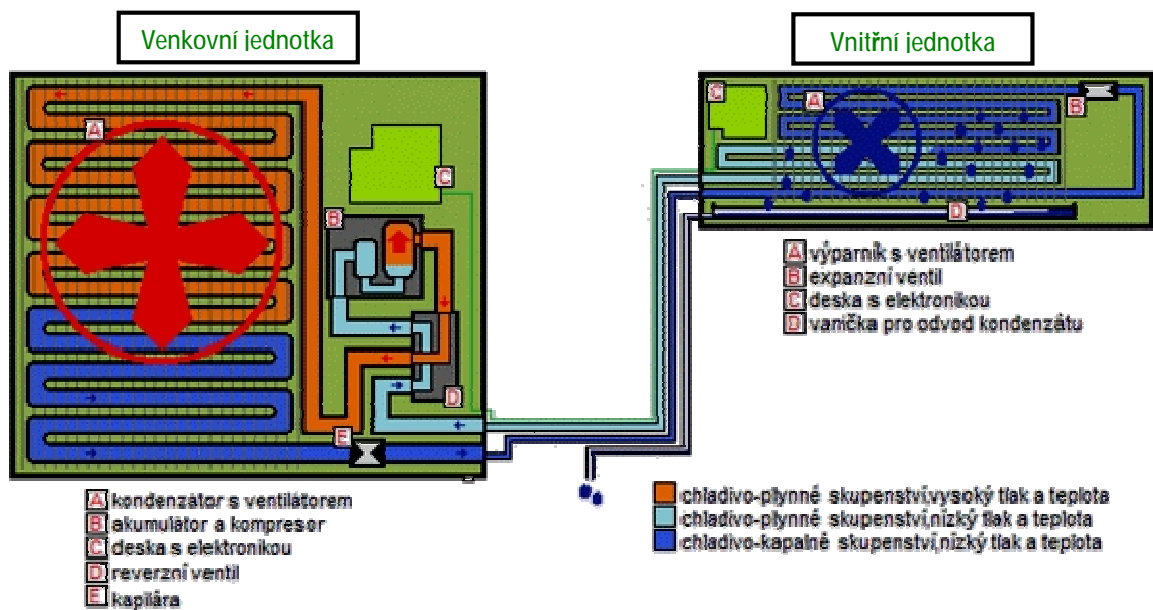 Venkovní jednotka
Vnitřní jednotka
A
C
B
D
E
C
A
B
D
A kondenzátor s ventilátorem
B akumulátor a kompresor
C deska s elektronikou
D reverzní ventil
E kapilára
A výparník s ventilátorem
B expanzní ventil
C deska s elektronikou
D vanička pro odvod kondenzátu
chladivo-plynné skupenství,vysoký tlak a teplota
chladivo-plynné skupenství,nízký tlak a teplota
chladivo-kapalné skupenství,nízký tlak a teplota